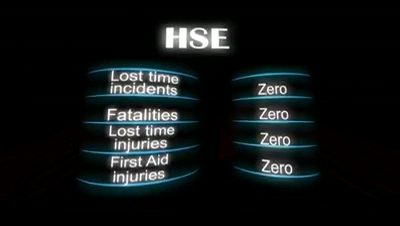 HSE
Lost time
incidents
Zero
Fatalities
Zero
Lost time
injuries
Zero
First Aid
injuries
Zero